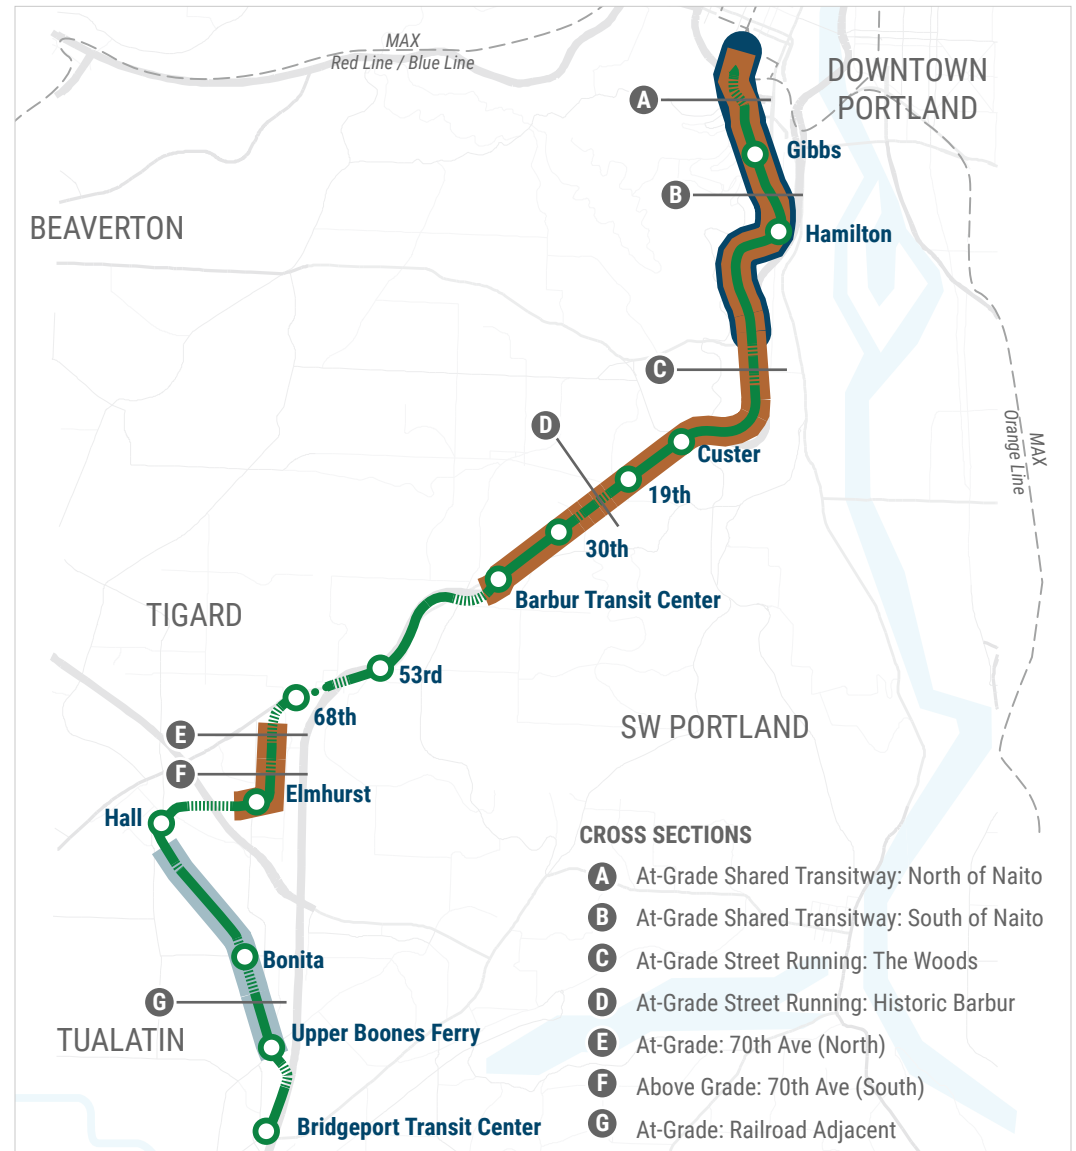 MAX
Red Line / Blue Line
DOWNTOWN
PORTLAND
A
Gibbs
B
BEAVERTON
Hamilton
C
D
MAX
Orange Line
Custer
19th
30th
Barbur Transit Center
TIGARD
53rd
68th
SW PORTLAND
E
F
Elmhurst
Hall
Bonita
G
Upper Boones Ferry
TUALATIN
Bridgeport Transit Center
CROSS SECTIONS
A At-Grade Shared Transitway: North of Naito
B At-Grade Shared Transitway: South of Naito
C At-Grade Street Running: The Woods
D At-Grade Street Running: Historic Barbur
E At-Grade: 70th Ave (North)
F Above Grade: 70th Ave (South)
G At-Grade: Railroad Adjacent